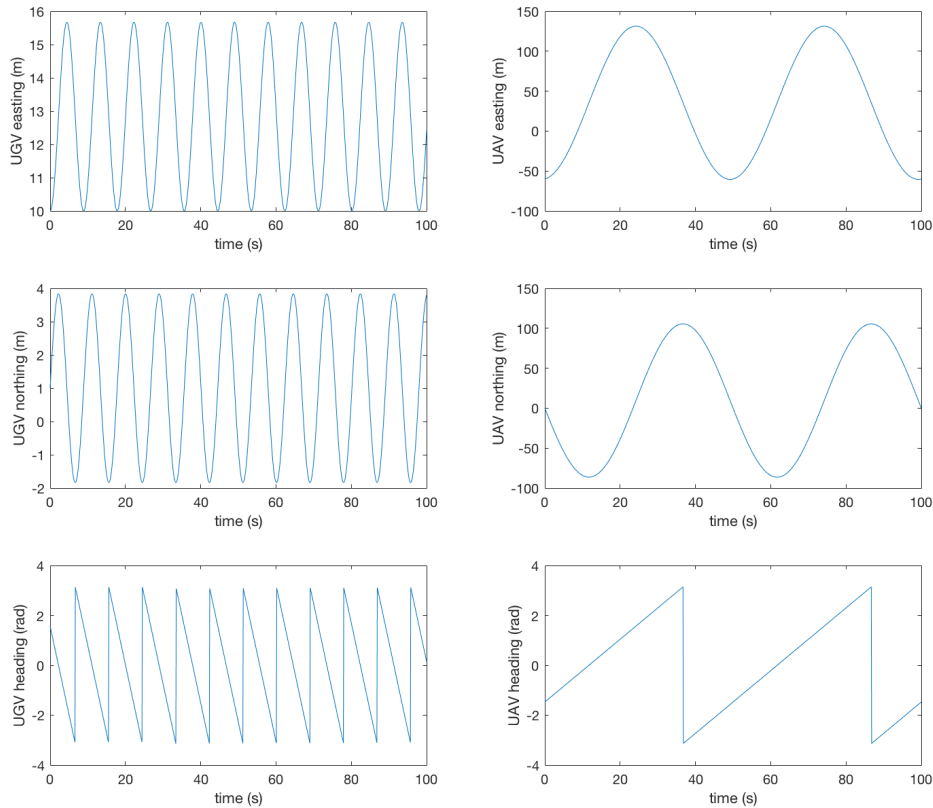 UGV easting (m)
16
15
14
13
12
11
10
0 20 40 60 80 100
time (s)
UAV easting (m)
150
100
50
0
-50
-100
0 20 40 60 80 100
time (s)
UGV northing (m)
4
3
2
1
0
-1
-2
0 20 40 60 80 100
time (s)
UAV northing (m)
150
100
50
0
-50
-100
0 20 40 60 80 100
time (s)
UGV heading (rad)
4
2
0
-2
-4
0 20 40 60 80 100
time (s)
UAV heading (rad)
4
2
0
-2
-4
0 20 40 60 80 100
time (s)